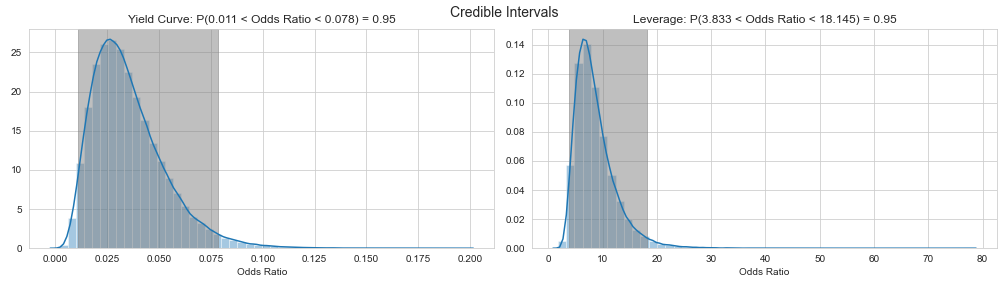 Credible Intervals
Yield Curve: P(0.011 < Odds Ratio < 0.078) = 0.95
25
20
15
10
5
0
0.000 0.025 0.050 0.075 0.100 0.125 0.150 0.175 0.200
Odds Ratio
Leverage: P(3.833 < Odds Ratio < 18.145) = 0.95
0.14
0.12
0.10
0.08
0.06
0.04
0.02
0.00
0 10 20 30 40 50 60 70 80
Odds Ratio